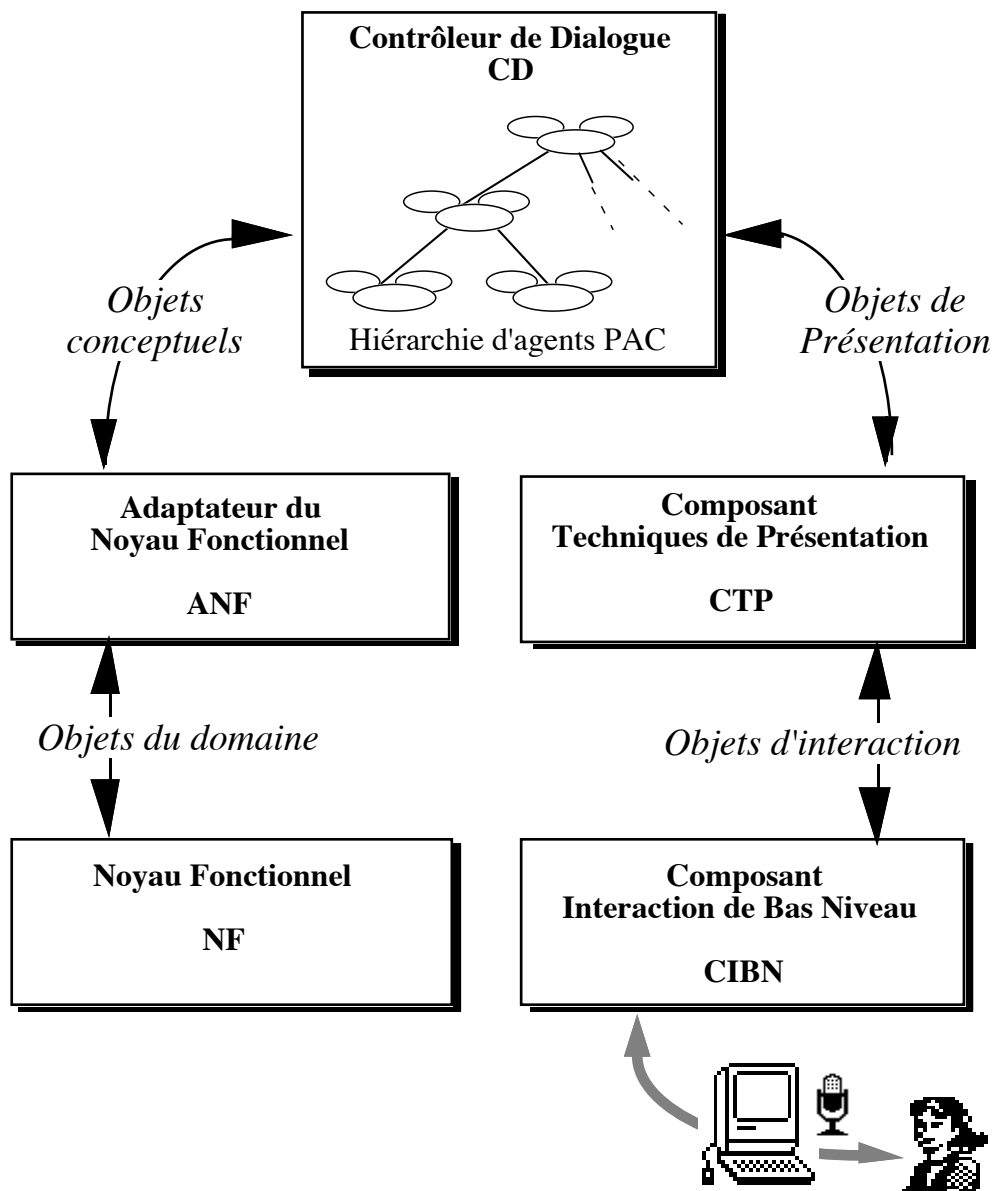 Contrôleur de Dialogue
CD
Hiérarchie d'agents PAC
Objets
conceptuels
Objets de
Présentation
Adaptateur du
Noyau Fonctionnel
ANF
Composant
Techniques de Présentation
CTP
Objets du domaine
Objets d'interaction
Noyau Fonctionnel
NF
Composant
Interaction de Bas Niveau
CIBN